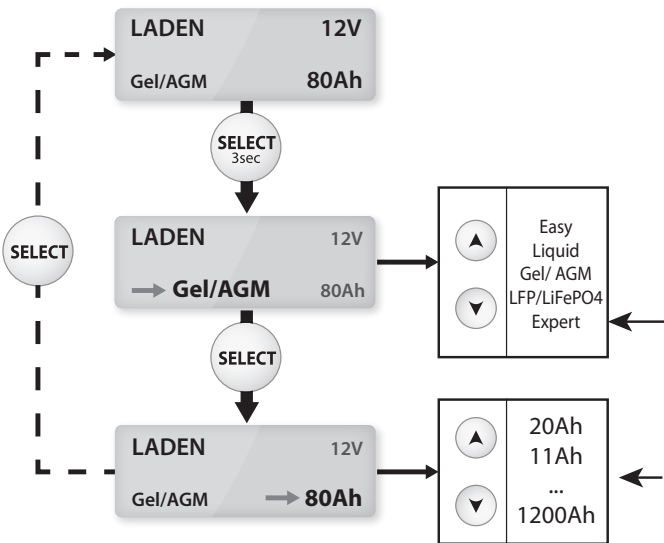 LADEN 12V
Gel/AGM 80Ah
SELECT
3sec
LADEN 12V
Gel/AGM 80Ah
Easy
Liquid
Gel/ AGM
LFP/LiFePO4
Expert
SELECT
SELECT
LADEN 12V
Gel/AGM 80Ah
20Ah
11Ah
...
1200Ah